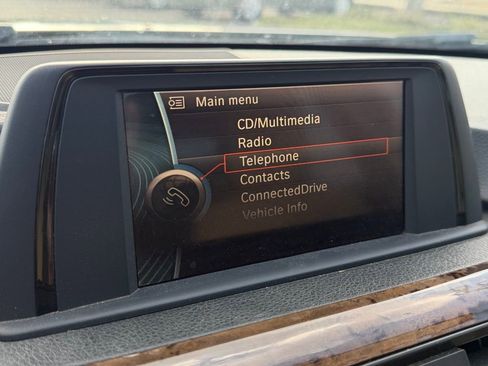 Main menu
CD/Multimedia
Radio
Telephone
Contacts
ConnectedDrive
Vehicle Info